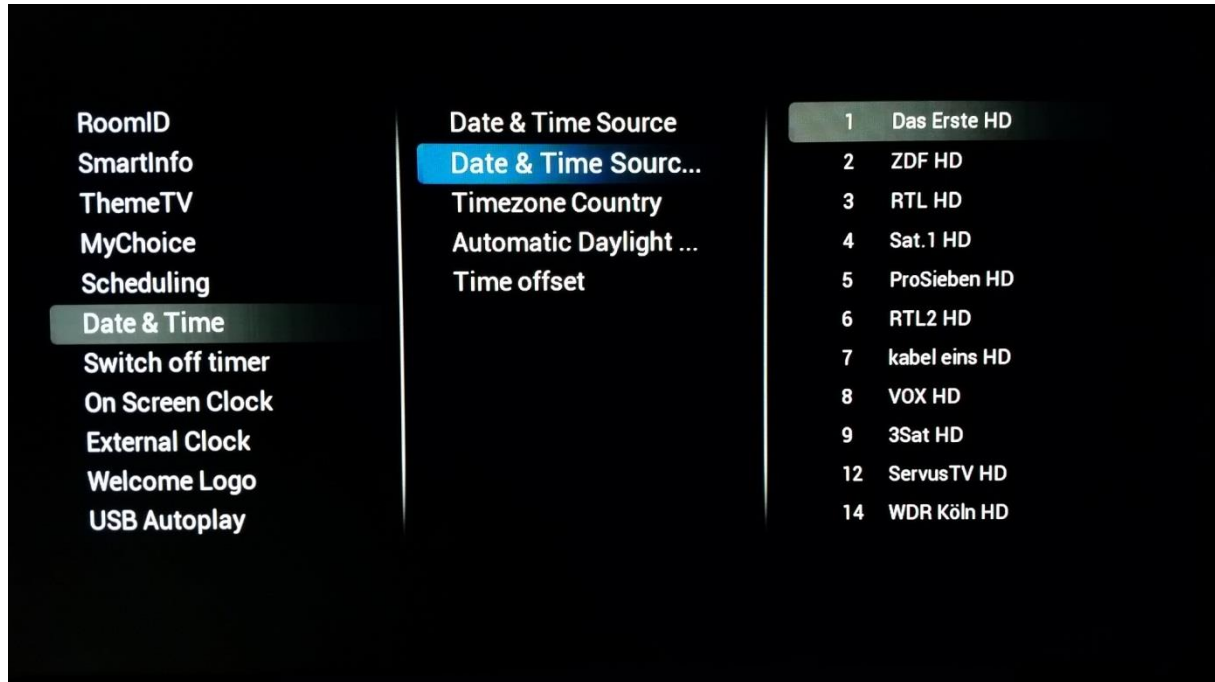 RoomID
SmartInfo
ThemeTV
MyChoice
Scheduling
Date & Time
Switch off timer
On Screen Clock
External Clock
Welcome Logo
USB Autoplay
Date & Time Source
Date & Time Sourc...
Timezone Country
Automatic Daylight ...
Time offset
1 Das Erste HD
2 ZDF HD
3 RTL HD
4 Sat.1 HD
5 ProSieben HD
6 RTL2 HD
7 kabel eins HD
8 VOX HD
9 3Sat HD
12 ServusTV HD
14 WDR Köln HD